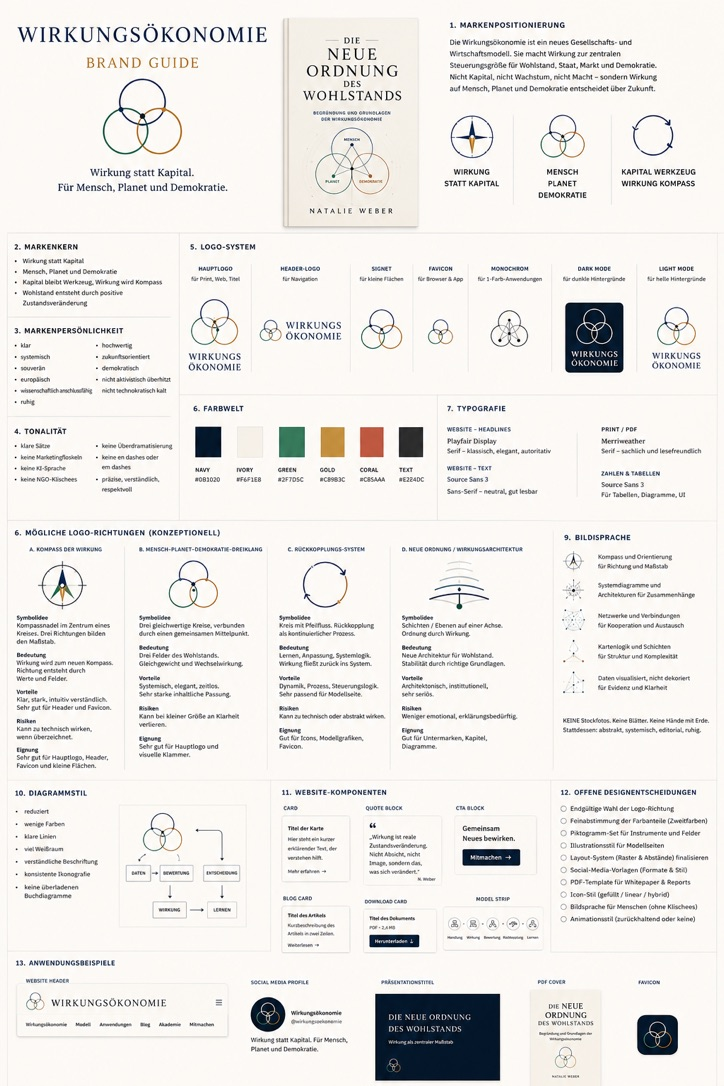 WIRKUNGSÖKONOMIE
BRAND GUIDE
Wirkung statt Kapital.
Für Mensch, Planet und Demokratie.
DIE
NEUE
ORDNUNG
DES
WOHLSTANDS
BEGRÜNDUNG UND GRUNDLAGEN
DER WIRKUNGSÖKONOMIE
MENSCH
PLANET
DEMOKRATIE
NATALIE WEBER
1. MARKENPOSITIONIERUNG
Die Wirkungsökonomie ist ein neues Gesellschafts- und
Wirtschaftsmodell. Sie macht Wirkung zur zentralen
Steuerungsgröße für Wohlstand, Staat, Markt und Demokratie.
Nicht Kapital, nicht Wachstum, nicht Macht – sondern Wirkung
auf Mensch, Planet und Demokratie entscheidet über Zukunft.
WIRKUNG
STATT KAPITAL
MENSCH
PLANET
DEMOKRATIE
KAPITAL WERKZEUG
WIRKUNG KOMPASS
2. MARKENKERN
• Wirkung statt Kapital
• Mensch, Planet und Demokratie
• Kapital bleibt Werkzeug, Wirkung wird Kompass
• Wohlstand entsteht durch positive
Zustandsveränderung
3. MARKENPERSÖNLICHKEIT
• klar
• systemisch
• souverän
• europäisch
• wissenschaftlich anschlussfähig
• ruhig
• hochwertig
• zukunftsorientiert
• demokratisch
• nicht aktivistisch überhitzt
nicht technokratisch kalt
4. TONALITÄT
• klare Sätze
• keine Marketingfloskeln
• keine KI-Sprache
• keine NGO-Klischees
• keine Überdramatisierung
• keine en dashes oder
em dashes
• präzise, verständlich,
respektvoll
5. LOGO-SYSTEM
HAUPTLOGO
für Print, Web, Titel
WIRKUNGS
ÖKONOMIE
HEADER-LOGO
für Navigation
WIRKUNGS
ÖKONOMIE
SIGNET
für kleine Flächen
FAVICON
für Browser & App
MONOCHROM
für 1-Farb-Anwendungen
DARK MODE
für dunkle Hintergründe
WIRKUNGS
ÖKONOMIE
LIGHT MODE
für helle Hintergründe
WIRKUNGS
ÖKONOMIE
6. FARBWELT
NAVY
#0B1020
IVORY
#F6F1E8
GREEN
#2F7D5C
GOLD
#C89B3C
CORAL
#C85AAA
TEXT
#E2E4DC
7. TYPOGRAFIE
WEBSITE – HEADLINES
Playfair Display
Serif – klassisch, elegant, autoritativ
WEBSITE – TEXT
Source Sans 3
Sans-Serif – neutral, gut lesbar
PRINT / PDF
Merriweather
Serif – sachlich und lesefreundlich
ZAHLEN & TABELLEN
Source Sans 3
Für Tabellen, Diagramme, UI
6. MÖGLICHE LOGO-RICHTUNGEN (KONZEPTIONELL)
A. KOMPASS DER WIRKUNG
Symbolidee
Kompassnadel im Zentrum eines
Kreises. Drei Richtungen bilden
den Maßstab.
Bedeutung
Wirkung wird zum neuen Kompass.
Richtung entsteht durch
Werte und Felder.
Vorteile
Klar, stark, intuitiv verständlich.
Sehr gut für Header und Favicon.
Risiken
Kann zu technisch wirken,
wenn überzeichnet.
Eignung
Sehr gut für Hauptlogo, Header,
Favicon und kleine Flächen.
B. MENSCH–PLANET–DEMOKRATIE–DREIKLANG
Symbolidee
Drei gleichwertige Kreise, verbunden
durch einen gemeinsamen Mittelpunkt.
Bedeutung
Drei Felder des Wohlstands.
Gleichgewicht und Wechselwirkung.
Vorteile
Systemisch, elegant, zeitlos.
Sehr starke inhaltliche Passung.
Risiken
Kann bei kleiner Größe an Klarheit
verlieren.
Eignung
Sehr gut für Hauptlogo und
visuelle Klammer.
C. RÜCKKOPPLUNGS-SYSTEM
Symbolidee
Kreis mit Pfeilfluss. Rückkopplung
als kontinuierlicher Prozess.
Bedeutung
Lernen, Anpassung, Systemlogik.
Wirkung fließt zurück ins System.
Vorteile
Dynamik, Prozess, Steuerungslogik.
Sehr passend für Modellseite.
Risiken
Kann zu technisch oder abstrakt wirken.
Eignung
Gut für Icons, Modellgrafiken,
Favicon.
D. NEUE ORDNUNG / WIRKUNGSARCHITEKTUR
Symbolidee
Schichten / Ebenen auf einer Achse.
Ordnung durch Wirkung.
Bedeutung
Neue Architektur für Wohlstand.
Stabilität durch richtige Grundlagen.
Vorteile
Architektonisch, institutionell,
sehr seriös.
Risiken
Weniger emotional, erklärungsbedürftig.
Eignung
Gut für Untermarken, Kapitel,
Diagramme.
9. BILDISPRACHE
Kompass und Orientierung
für Richtung und Maßstab
Systemdiagramme und
Architekturen für Zusammenhänge
Netzwerke und Verbindungen
für Kooperation und Austausch
Kartenlogik und Schichten
für Struktur und Komplexität
Daten visualisiert, nicht dekoriert
für Evidenz und Klarheit
KEINE Stockfotos. Keine Blätter. Keine Hände mit Erde.
Stattdessen: abstrakt, systemisch, editorial, ruhig.
10. DIAGRAMMSTIL
• reduziert
• wenige Farben
• klare Linien
• viel Weißraum
• verständliche Beschriftung
• konsistente Ikonografie
• keine überladenen
Buchdiagramme
DATEN
BEWERTUNG
ENTSCHEIDUNG
WIRKUNG
LERNEN
11. WEBSITE-KOMPONENTEN
CARD
Titel der Karte
Hier steht ein kurzer
erklärender Text, der
verstehen hilft.
Mehr erfahren →
QUOTE BLOCK
“
„Wirkung ist reale
Zustandsveränderung.
Nicht Absicht, nicht
Image, sondern das,
was sich verändert.“
N. Weber
CTA BLOCK
Gemeinsam
Neues bewirken.
Mitmachen →
BLOG CARD
Titel des Artikels
Kurzbeschreibung des
Artikels in zwei Zeilen.
Weiterlesen →
DOWNLOAD CARD
Titel des Dokuments
PDF – 2,4 MB
Herunterladen ↓
MODEL STRIP
Handlung Wirkung Bewertung Rückkopplung Lernen
12. OFFENE DESIGNENTSCHEIDUNGEN
Endgültige Wahl der Logo-Richtung
Feinabstimmung der Farbanteile (Zweitfarben)
Piktogramm-Set für Instrumente und Felder
Illustrationsstil für Modellseiten
Layout-System (Raster & Abstände) finalisieren
Social-Media-Vorlagen (Formate & Stil)
PDF-Template für Whitepaper & Reports
Icon-Stil (gefüllt / linear / hybrid)
Bildsprache für Menschen (ohne Klischees)
Animationsstil (zurückhaltend oder keine)
13. ANWENDUNGSBEISPIELE
WEBSITE HEADER
WIRKUNGSÖKONOMIE
Wirkungsökonomie Modell Anwendungen Blog Akademie Mitmachen
SOCIAL MEDIA PROFILE
Wirkungsökonomie
@wirkungsoekonomie
Wirkung statt Kapital. Für Mensch,
Planet und Demokratie.
PRÄSENTATIONSTITEL
DIE NEUE ORDNUNG
DES WOHLSTANDS
Wirkung als zentraler Maßstab
PDF COVER
DIE NEUE
ORDNUNG
DES WOHLSTANDS
Begründung und Grundlagen der
Wirkungsökonomie
NATALIE WEBER
FAVICON